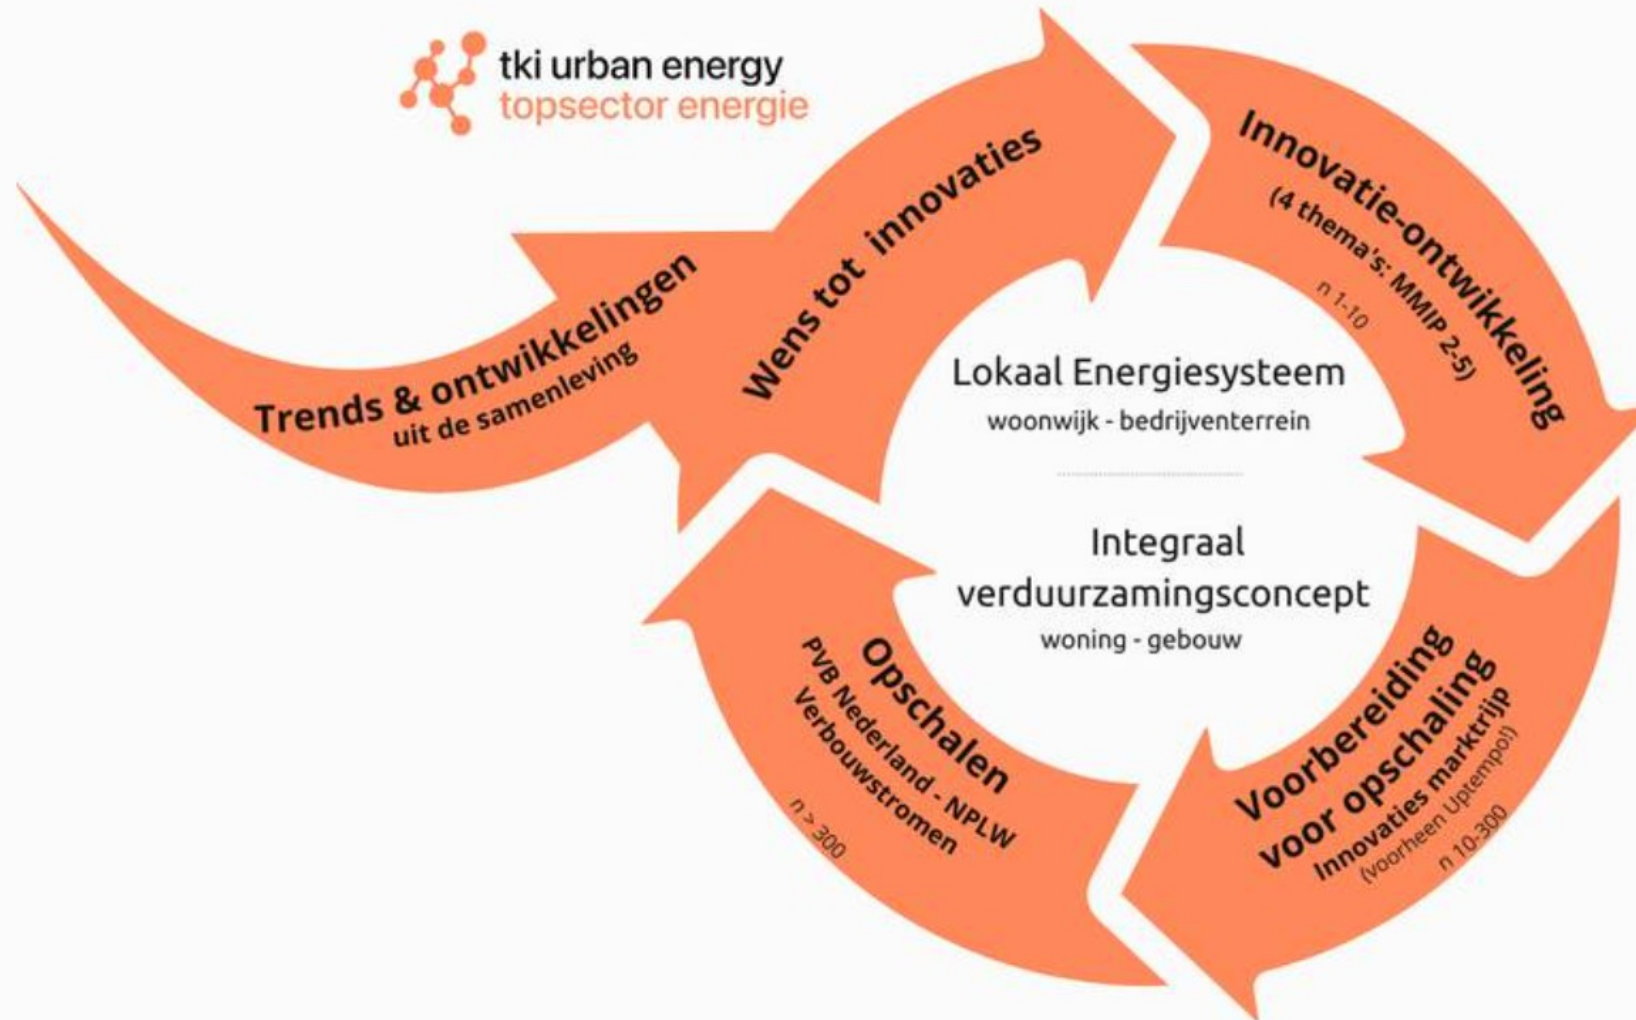 tki urban energy
topsector energie
Trends & ontwikkelingen
uit de samenleving
Wens tot innovaties
Innovatie-ontwikkeling
(4 thema's: MMIP 2-5)
n 1-10
Lokaal Energiesysteem
woonwijk - bedrijventerrein
Integraal
verduurzamingsconcept
woning - gebouw
Voorbereiding
voor opschaling
Innovaties marktrijp
(voorheen Uptempo!)
n 10-300
Opschalen
PVB Nederland - NPLW
Verbouwstromen
n > 300